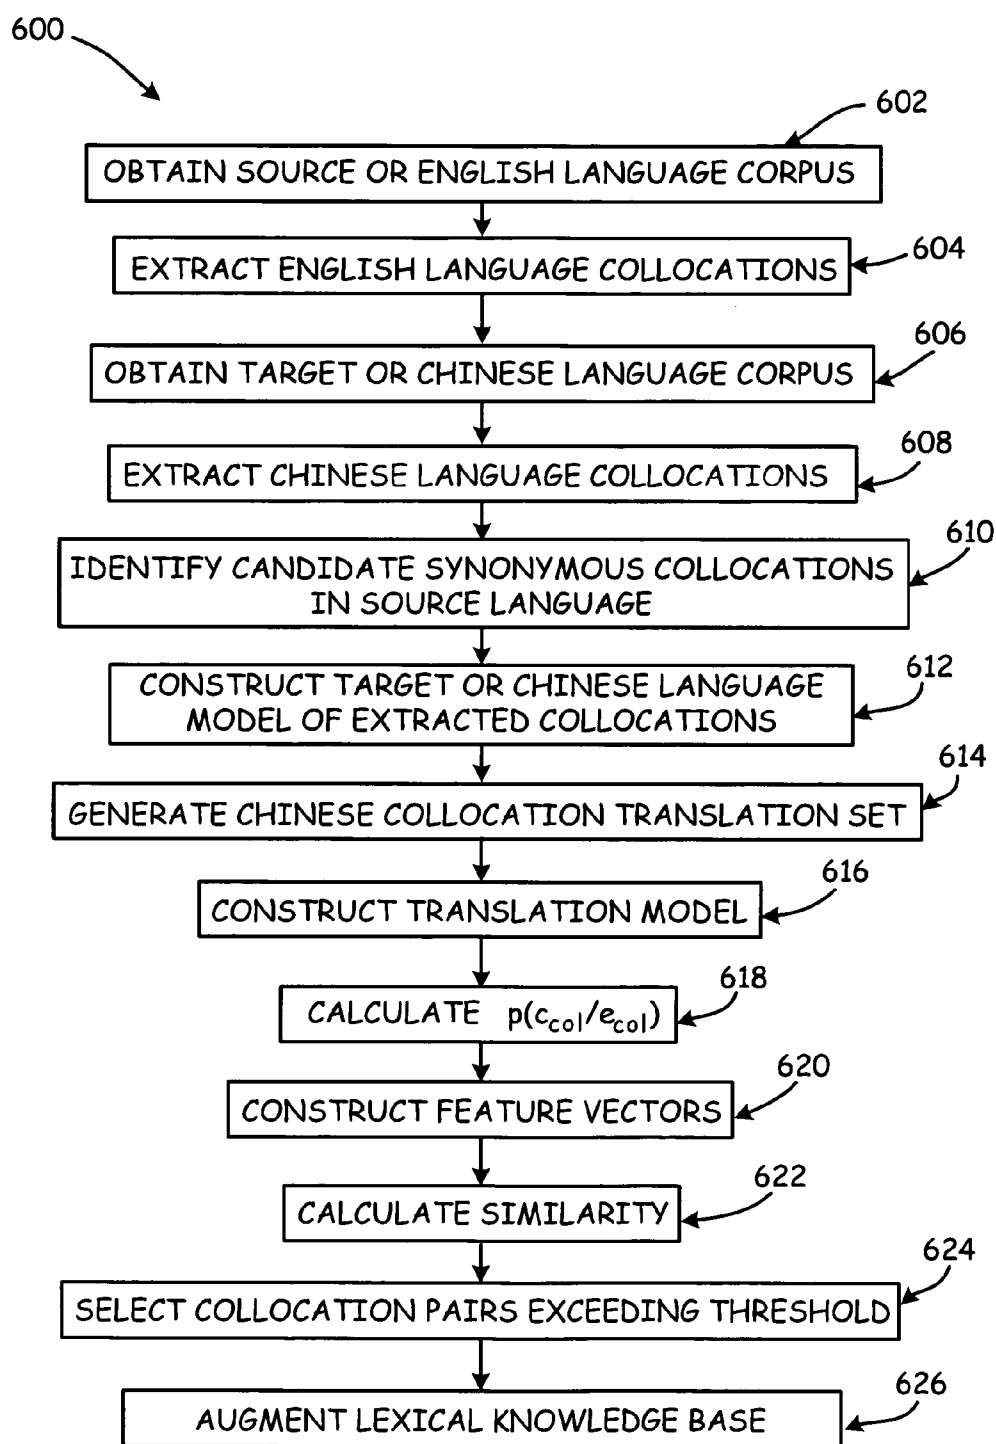 600
602
OBTAIN SOURCE OR ENGLISH LANGUAGE CORPUS
604
EXTRACT ENGLISH LANGUAGE COLLOCATIONS
606
OBTAIN TARGET OR CHINESE LANGUAGE CORPUS
608
EXTRACT CHINESE LANGUAGE COLLOCATIONS
610
IDENTIFY CANDIDATE SYNONYMOUS COLLOCATIONS
IN SOURCE LANGUAGE
612
CONSTRUCT TARGET OR CHINESE LANGUAGE
MODEL OF EXTRACTED COLLOCATIONS
614
GENERATE CHINESE COLLOCATION TRANSLATION SET
616
CONSTRUCT TRANSLATION MODEL
618
CALCULATE p(c_col/e_col)
620
CONSTRUCT FEATURE VECTORS
622
CALCULATE SIMILARITY
624
SELECT COLLOCATION PAIRS EXCEEDING THRESHOLD
626
AUGMENT LEXICAL KNOWLEDGE BASE